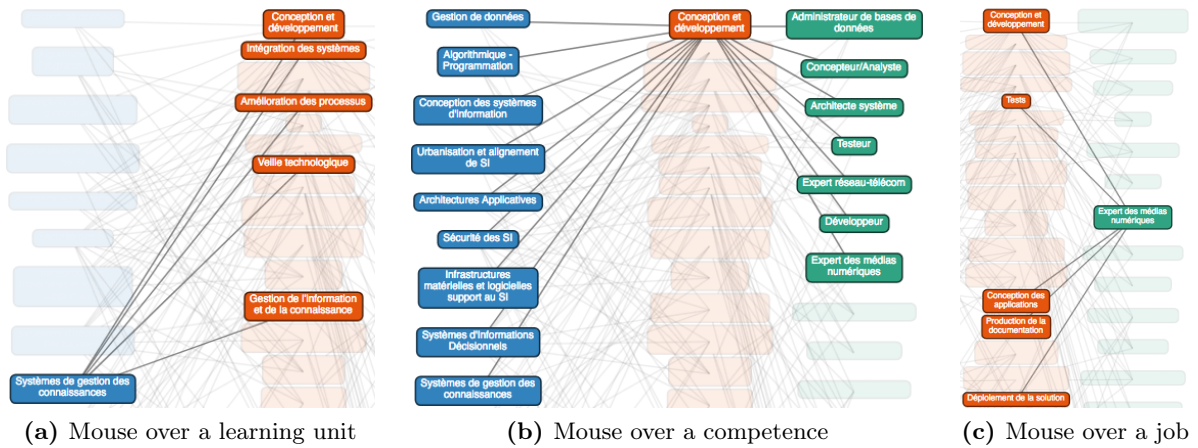 Conception et
développement
Intégration des systèmes
Amélioration des processus
Veille technologique
Gestion de l'information
et de la connaissance
Systèmes de gestion des
connaissances
(a) Mouse over a learning unit
Gestion de données
Algorithmique -
Programmation
Conception des systèmes
d'information
Urbanisation et alignement
de SI
Architectures Applicatives
Sécurité des SI
Infrastructures
matérielles et logicielles
support au SI
Systèmes d'Informations
Décisionnels
Systèmes de gestion des
connaissances
Conception et
développement
Administrateur de bases de
données
Concepteur/Analyste
Architecte système
Testeur
Expert réseau-télécom
Développeur
Expert des médias
numériques
(b) Mouse over a competence
Conception et
développement
Tests
Expert des médias
numériques
Conception des
applications
Production de la
documentation
Déploiement de la solution
(c) Mouse over a job